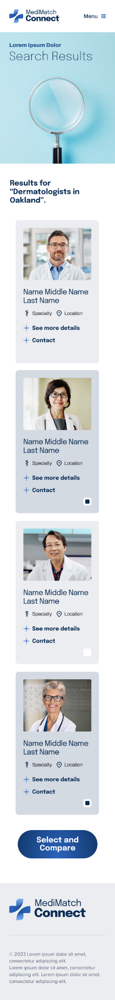 MediMatch
Connect
Menu
Lorem Ipsum Dolor
Search Results
Results for
“Dermatologists in
Oakland”.
Name Middle Name
Last Name
Specialty Location
See more details
Contact
Name Middle Name
Last Name
Specialty Location
See more details
Contact
Name Middle Name
Last Name
Specialty Location
See more details
Contact
Name Middle Name
Last Name
Specialty Location
See more details
Contact
Select and
Compare
MediMatch
Connect
© 2023 Lorem ipsum dolor sit amet,
consectetur adipiscing elit.
Lorem ipsum dolor sit amet, consectetur
adipiscing elit. Lorem ipsum dolor sit amet,
consectetur adipiscing elit.